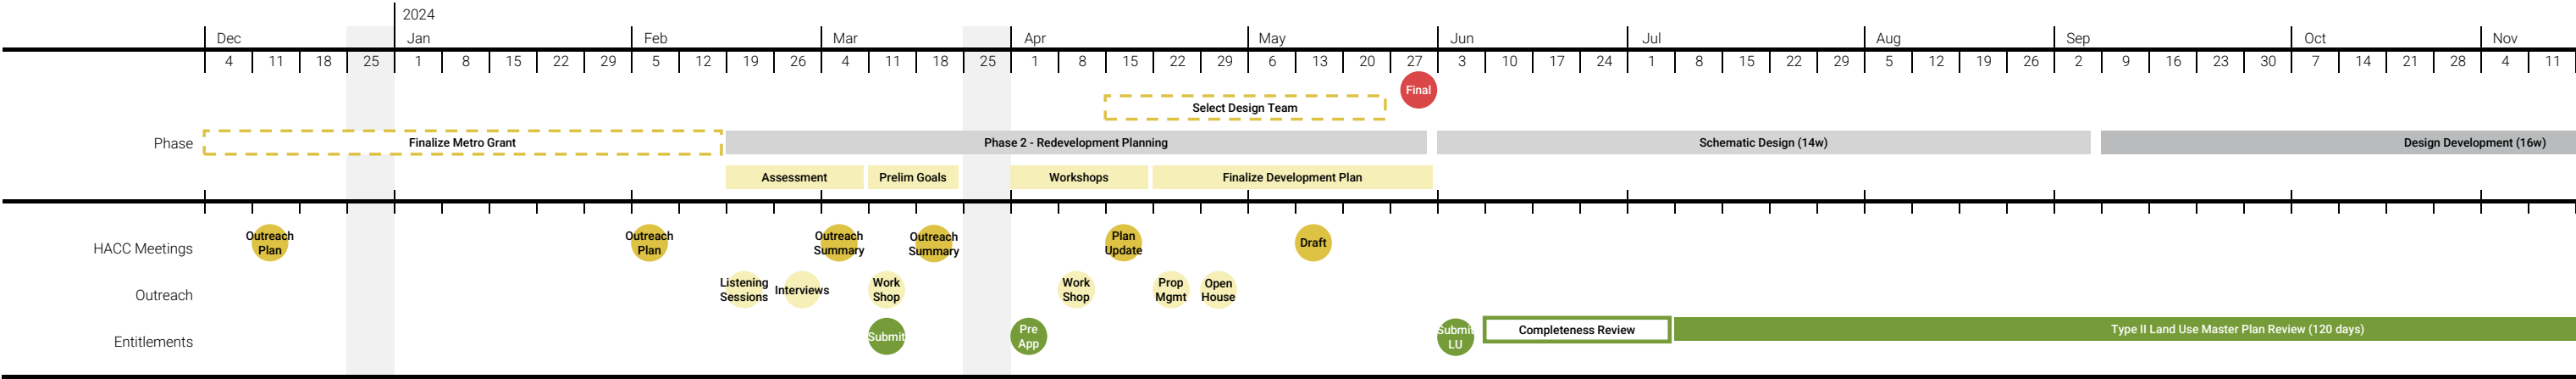 2024
Dec Jan Feb Mar Apr May Jun Jul Aug Sep Oct Nov
4 11 18 25 1 8 15 22 29 5 12 19 26 4 11 18 25 1 8 15 22 29 6 13 20 27 3 10 17 24 1 8 15 22 29 5 12 19 26 2 9 16 23 30 7 14 21 28 4 11
Final
Select Design Team
Phase
Finalize Metro Grant
Phase 2 - Redevelopment Planning
Schematic Design (14w)
Design Development (16w)
Assessment
Prelim Goals
Workshops
Finalize Development Plan
HACC Meetings
Outreach
Plan
Outreach
Plan
Outreach
Summary
Outreach
Summary
Plan
Update
Draft
Outreach
Listening
Sessions
Interviews
Work
Shop
Work
Shop
Prop
Mgmt
Open
House
Entitlements
Submit
Pre
App
Submit
LU
Completeness Review
Type II Land Use Master Plan Review (120 days)